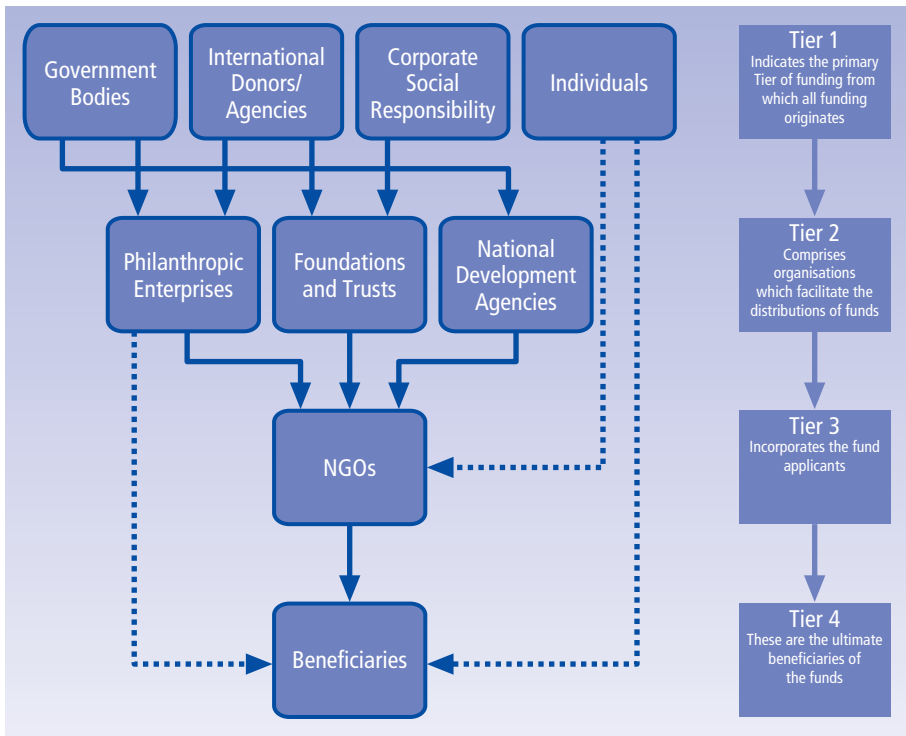 Government
Bodies
International
Donors/
Agencies
Corporate
Social
Responsibility
Individuals
Philanthropic
Enterprises
Foundations
and Trusts
National
Development
Agencies
NGOs
Beneficiaries
Tier 1
Indicates the primary
Tier of funding from
which all funding
originates
Tier 2
Comprises
organisations
which facilitate the
distributions of funds
Tier 3
Incorporates the fund
applicants
Tier 4
These are the ultimate
beneficiaries of
the funds